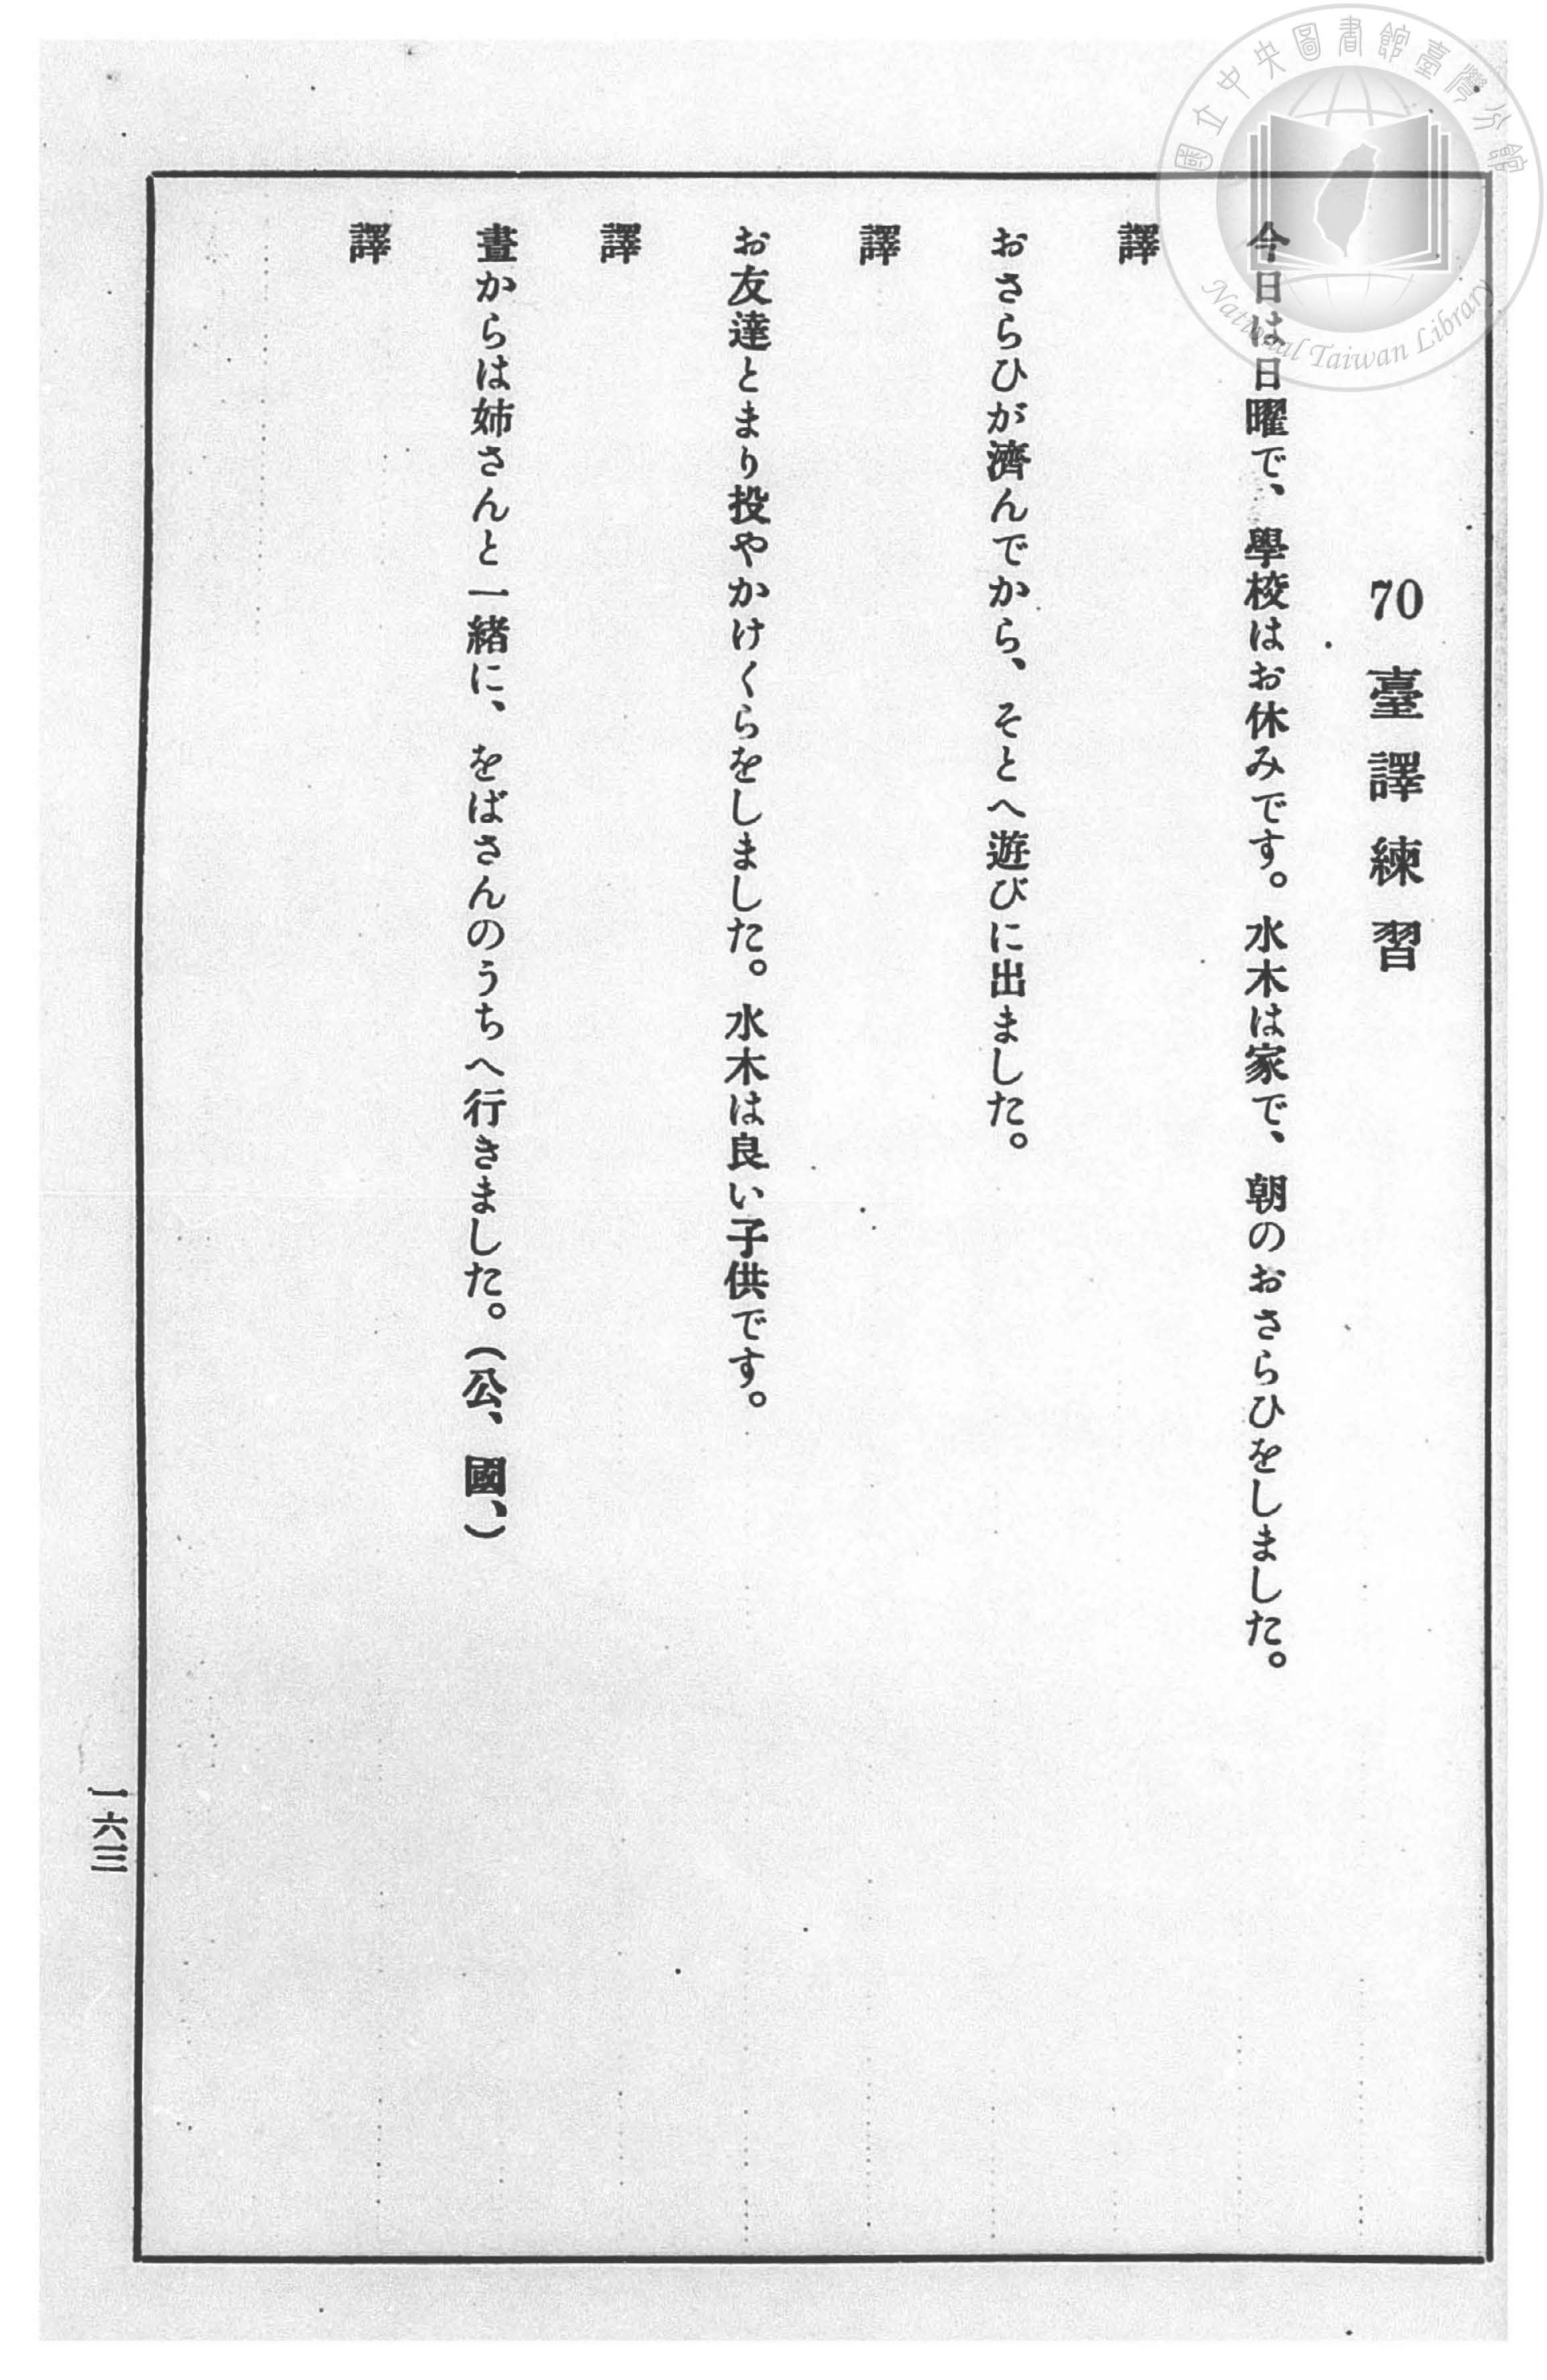 國立中央圖書館臺灣分館
National Taiwan Library
70 臺譯練習
今日は日曜で、學校はお休みです。水木は家で、朝のおさらひをしました。
譯
おさらひが濟んでから、そとへ遊びに出ました。
譯
お友達とまり投やかけくらをしました。水木は良い子供です。
譯
晝からは姉さんと一緒に、をばさんのうちへ行きました。(公、國、)
譯
一六三